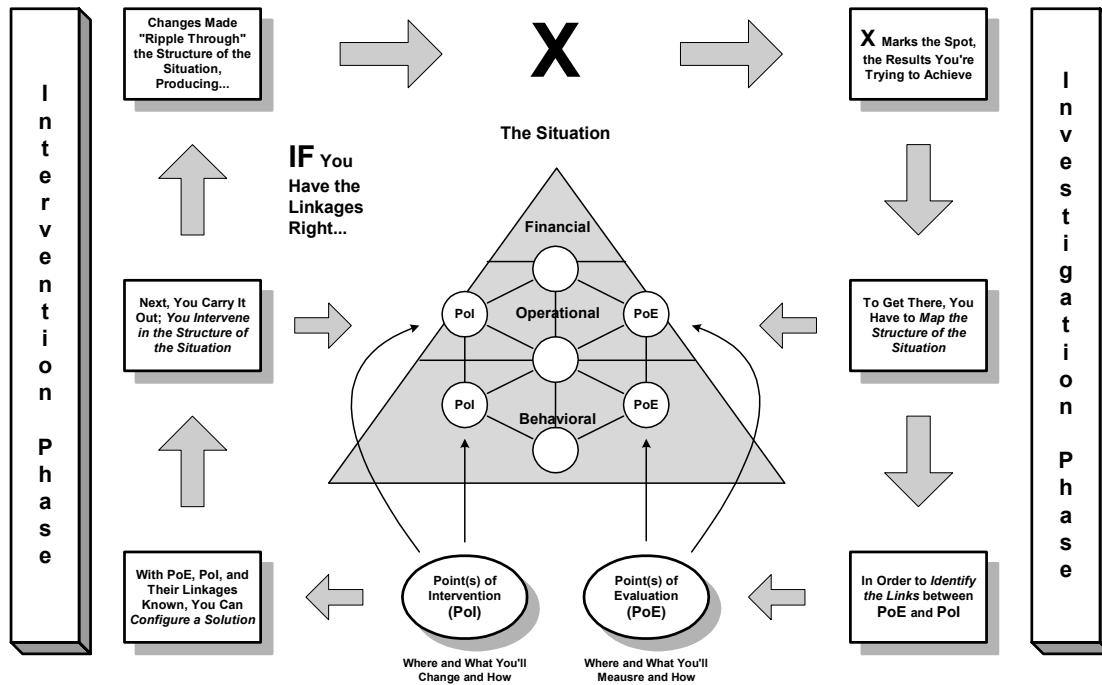 Intervention Phase
Changes Made
"Ripple Through"
the Structure of the
Situation,
Producing...
X
X Marks the Spot,
the Results You're
Trying to Achieve
Investigation Phase
IF You
Have the
Linkages
Right...
The Situation
Financial
Operational
Behavioral
PoI
PoE
PoI
PoE
Next, You Carry It
Out; You Intervene
in the Structure of
the Situation
To Get There, You
Have to Map the
Structure of the
Situation
With PoE, PoI, and
Their Linkages
Known, You Can
Configure a Solution
Point(s) of
Intervention
(PoI)
Where and What You'll
Change and How
Point(s) of
Evaluation
(PoE)
Where and What You'll
Meausre and How
In Order to Identify
the Links between
PoE and PoI